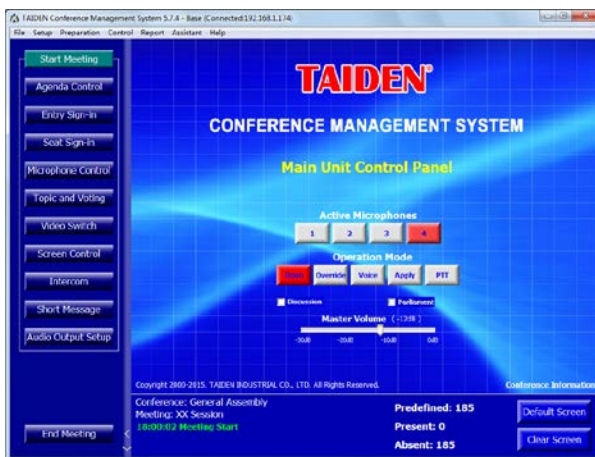 TAIDEN Conference Management System 5.7.4 - Base (Connected:192.168.1.174)
File Setup Preparation Control Report Assistant Help
Start Meeting
Agenda Control
Entry Sign-in
Seat Sign-in
Microphone Control
Topic and Voting
Video Switch
Screen Control
Intercom
Short Message
Audio Output Setup
End Meeting
TAIDEN®
CONFERENCE MANAGEMENT SYSTEM
Main Unit Control Panel
Active Microphones
1 2 3 4
Operation Mode
Open Override Voice Apply PTT
Discussion Parliament
Master Volume (-12dB)
-30dB -20dB -10dB 0dB
Copyright 2000-2015. TAIDEN INDUSTRIAL CO., LTD. All Rights Reserved.
Conference Information
Conference: General Assembly
Meeting: XX Session
18:00:02 Meeting Start
Predefined: 185
Present: 0
Absent: 185
Default Screen
Clear Screen